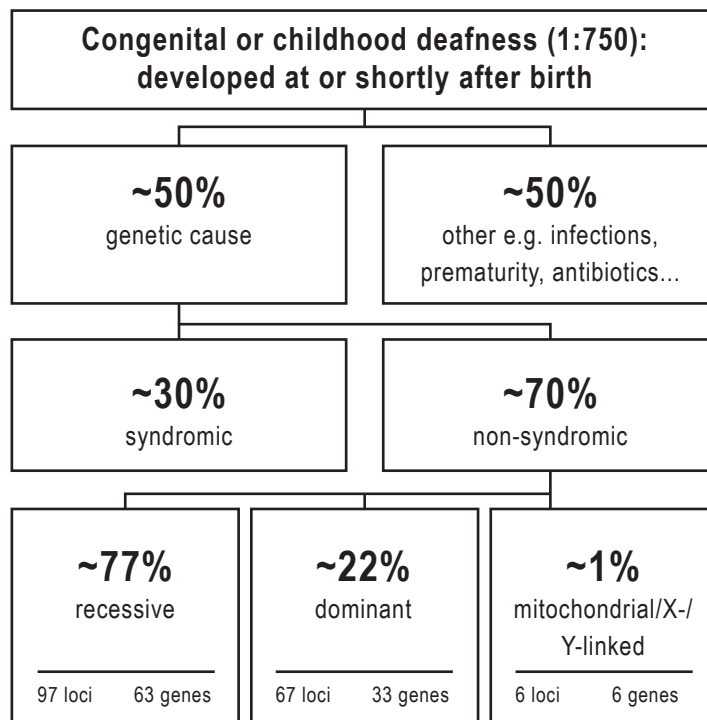 Congenital or childhood deafness (1:750):
developed at or shortly after birth
~50%
genetic cause
~50%
other e.g. infections,
prematurity, antibiotics...
~30%
syndromic
~70%
non-syndromic
~77%
recessive
97 loci 63 genes
~22%
dominant
67 loci 33 genes
~1%
mitochondrial/X-/
Y-linked
6 loci 6 genes